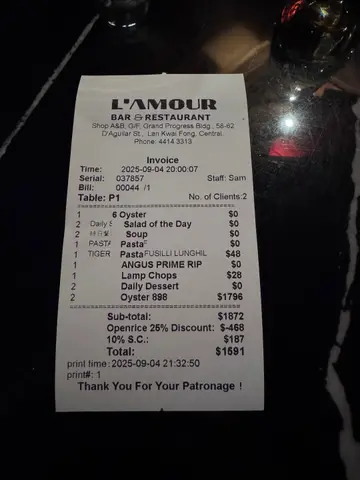 L'AMOUR
BAR & RESTAURANT
Shop A&B, G/F, Grand Progress Bldg., 58-62
D'Aguilar St., Lan Kwai Fong, Central.
Phone: 4414 3313
Invoice
Time: 2025-09-04 20:00:07
Serial: 037857 Staff: Sam
Bill: 00044 /1
Table: P1 No. of Clients:2
1 6 Oyster $0
2 Daily S Salad of the Day $0
2 Soup $0
1 PASTA Pasta $0
1 TIGER Pasta FUSILLI LUNGHI $48
1 ANGUS PRIME RIP $0
1 Lamp Chops $28
2 Daily Dessert $0
2 Oyster 898 $1796
Sub-total: $1872
Openrice 25% Discount: $-468
10% S.C.: $187
Total: $1591
print time:2025-09-04 21:32:50
print#: 1
Thank You For Your Patronage !